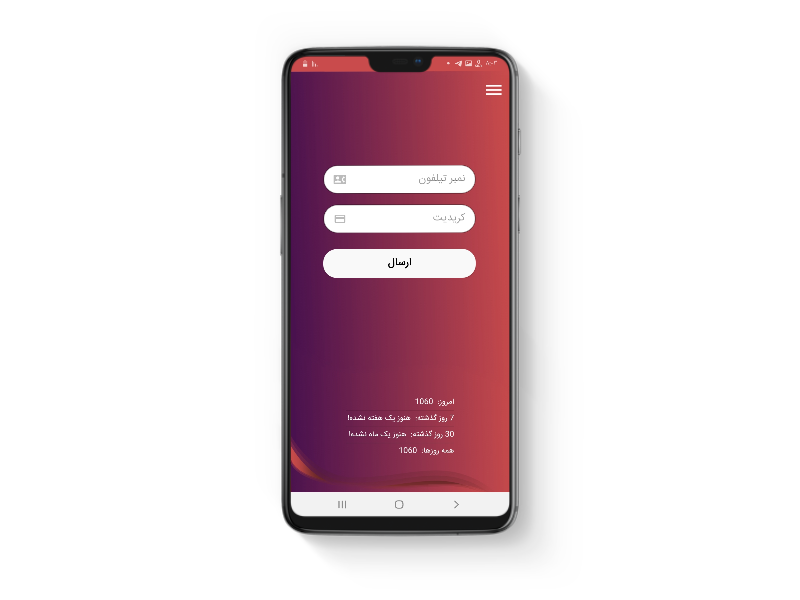 ۸:۰۳
نمبر تیلفون
کریدیت
ارسال
امروز: 1060
7 روز گذشته: هنوز یک هفته نشده!
30 روز گذشته: هنوز یک ماه نشده!
همه روزها: 1060